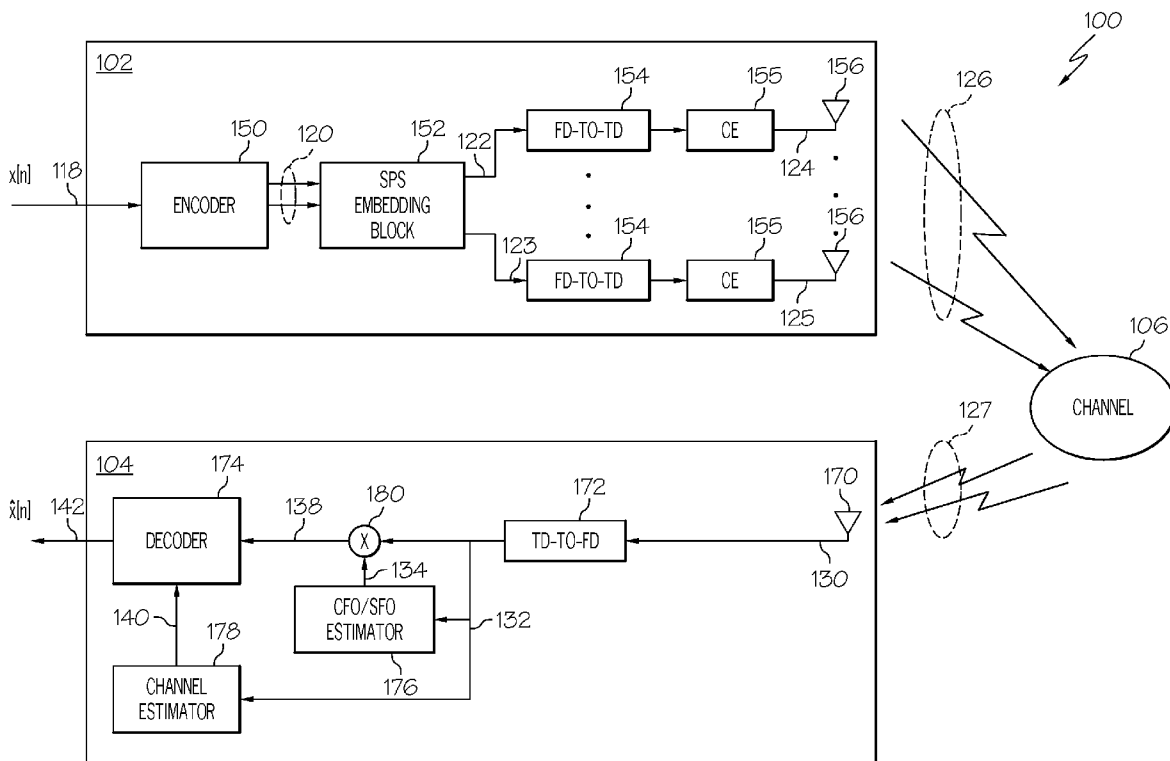 100
102
154
155
156
126
150
120
152
122
FD-TO-TD
CE
124
x[n]
118
ENCODER
SPS
EMBEDDING
BLOCK
154
155
156
123
FD-TO-TD
CE
125
106
CHANNEL
127
104
174
180
172
170
x̂[n]
142
DECODER
138
X
TD-TO-FD
130
134
CFO/SFO
ESTIMATOR
132
140
178
176
CHANNEL
ESTIMATOR